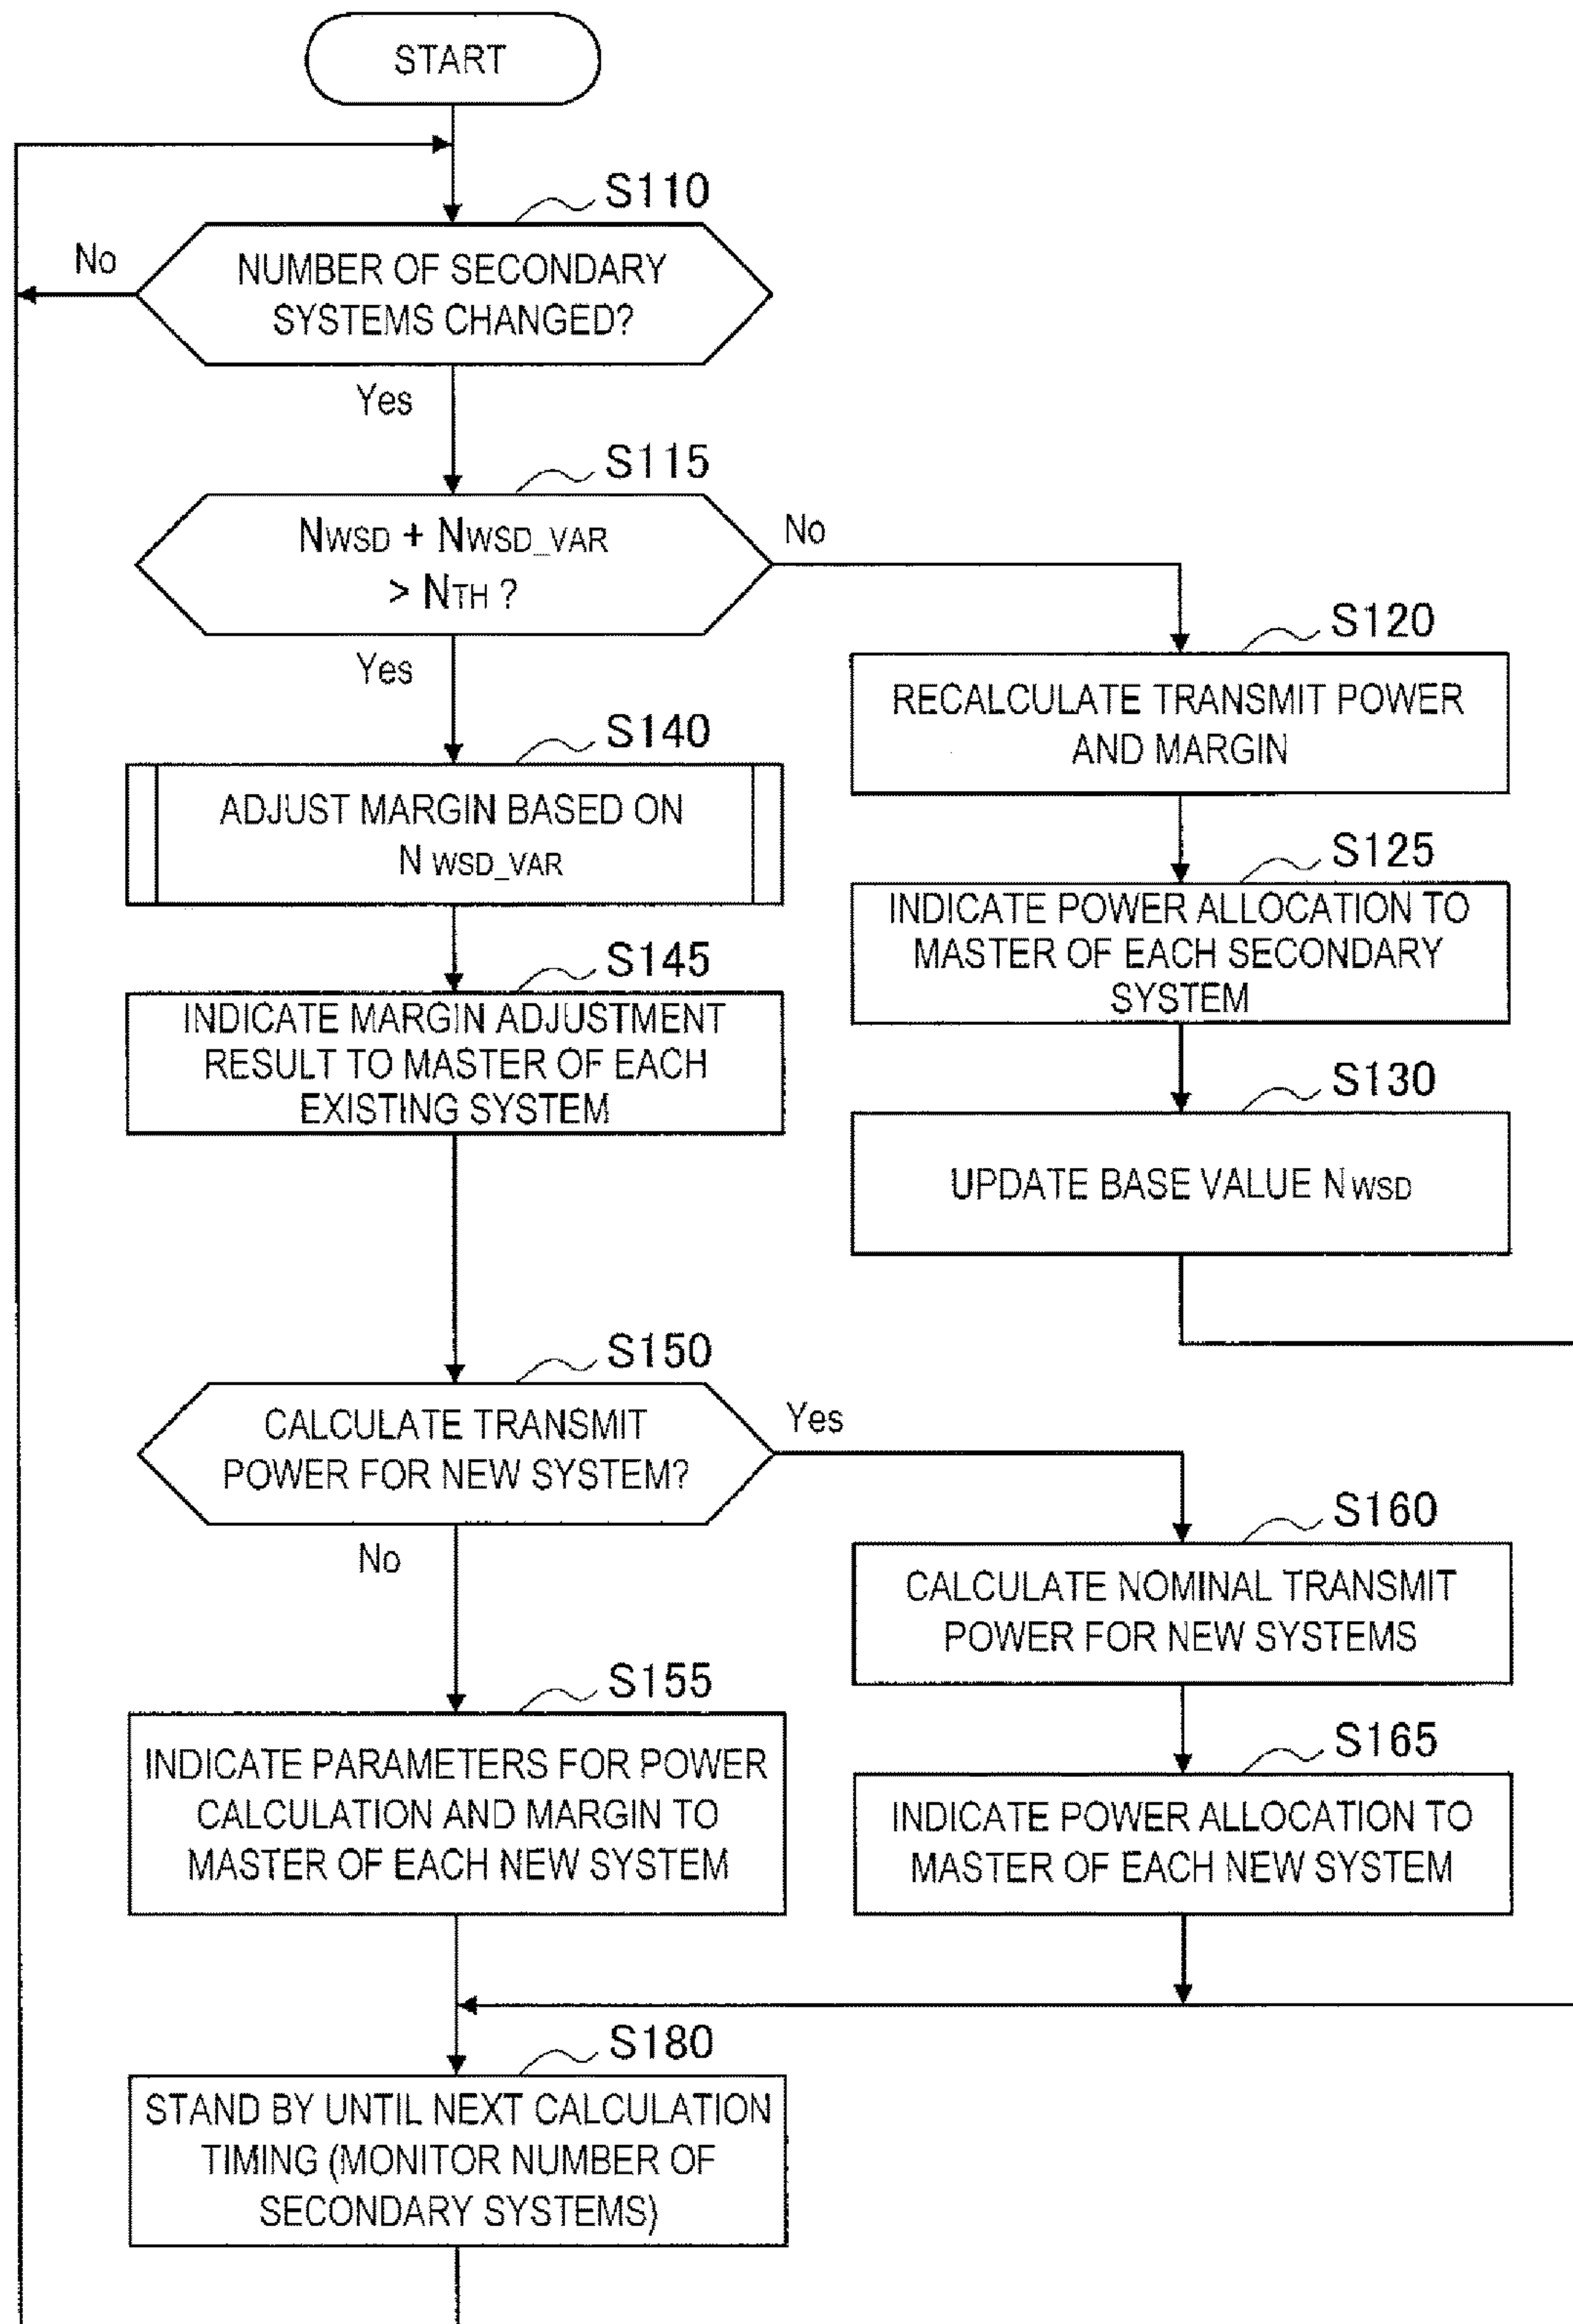 START
S110
No
NUMBER OF SECONDARY
SYSTEMS CHANGED?
Yes
S115
NWSD + NWSD_VAR
> NTH ?
No
Yes
S120
RECALCULATE TRANSMIT POWER
AND MARGIN
S140
ADJUST MARGIN BASED ON
N WSD_VAR
S125
INDICATE POWER ALLOCATION TO
MASTER OF EACH SECONDARY
SYSTEM
S145
INDICATE MARGIN ADJUSTMENT
RESULT TO MASTER OF EACH
EXISTING SYSTEM
S130
UPDATE BASE VALUE NWSD
S150
CALCULATE TRANSMIT
POWER FOR NEW SYSTEM?
Yes
No
S160
CALCULATE NOMINAL TRANSMIT
POWER FOR NEW SYSTEMS
S155
INDICATE PARAMETERS FOR POWER
CALCULATION AND MARGIN TO
MASTER OF EACH NEW SYSTEM
S165
INDICATE POWER ALLOCATION TO
MASTER OF EACH NEW SYSTEM
S180
STAND BY UNTIL NEXT CALCULATION
TIMING (MONITOR NUMBER OF
SECONDARY SYSTEMS)